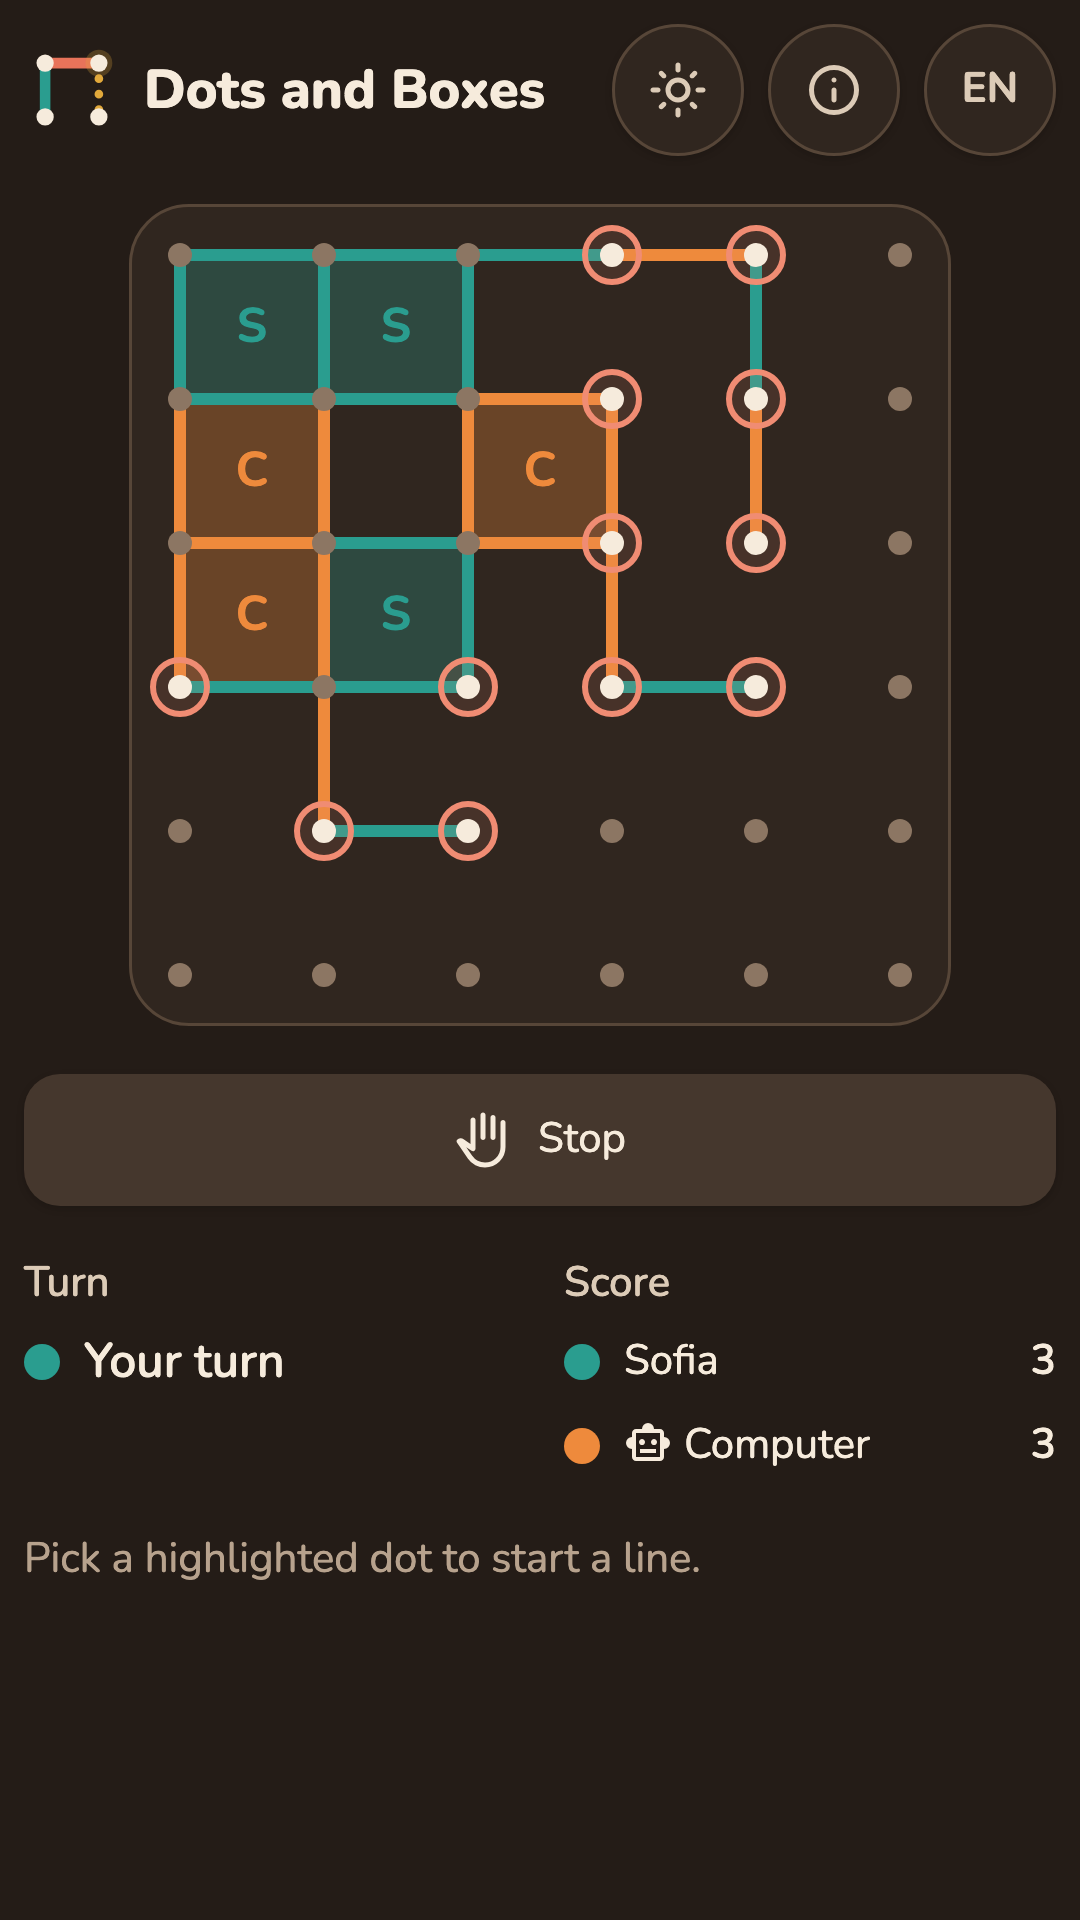 Dots and Boxes
EN
S S
C C
C S
Stop
Turn
Your turn
Score
Sofia 3
Computer 3
Pick a highlighted dot to start a line.